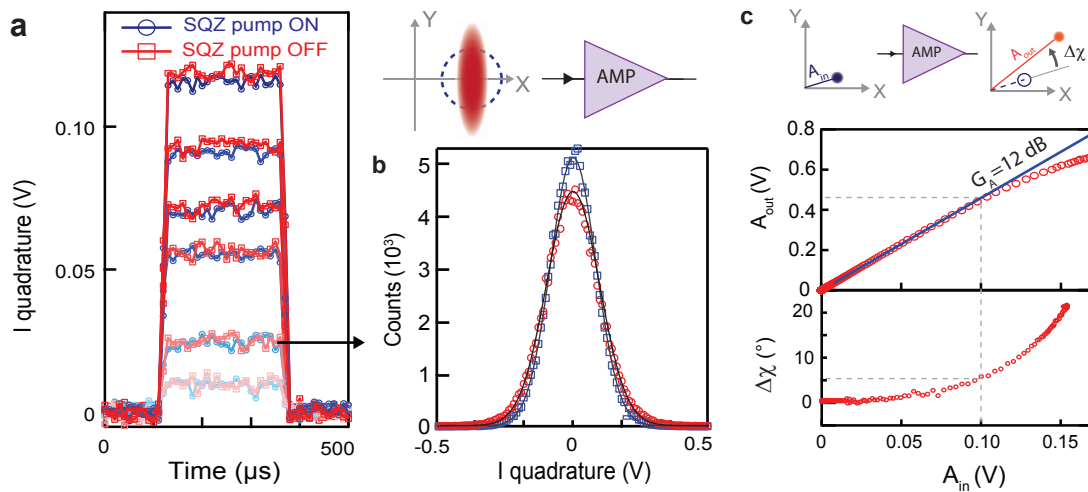 a
SQZ pump ON
SQZ pump OFF
I quadrature (V)
0.10
0.05
0
0
500
Time (µs)
Y
X
AMP
b
Counts (10³)
5
5
4
3
2
1
0
-0.5
0
0.5
I quadrature (V)
c
Y
A_in
X
AMP
Y
A_out
Δχ
X
G_A=12 dB
A_out (V)
0.8
0.6
0.4
0.2
0
Δχ (°)
20
10
0
0
0.05
0.10
0.15
A_in (V)